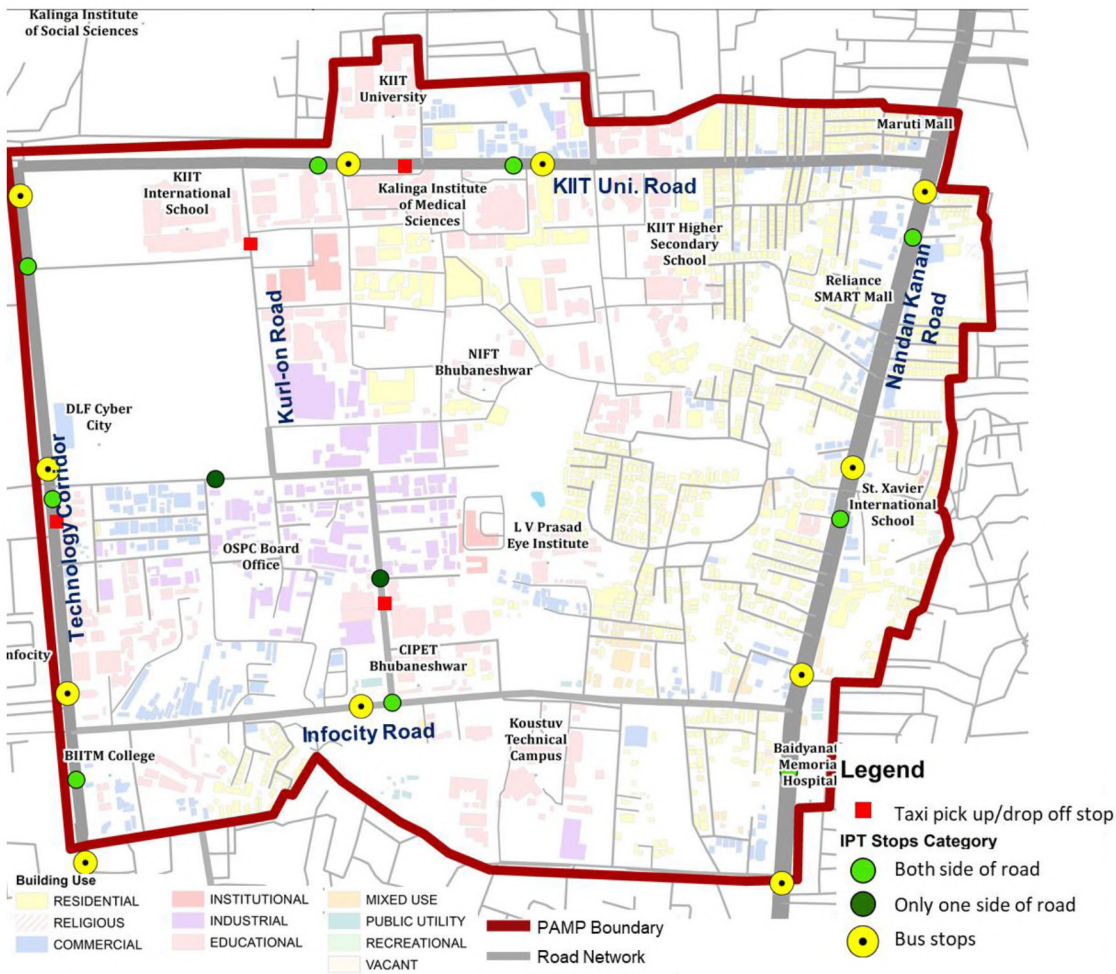 Kalinga Institute
of Social Sciences
KIIT
University
Maruti Mall
KIIT
International
School
Kalinga Institute
of Medical
Sciences
KIIT Uni. Road
KIIT Higher
Secondary
School
Reliance
SMART Mall
Nandan Kanan
Road
Kurl-on Road
NIFT
Bhubaneshwar
DLF Cyber
City
Technology Corridor
St. Xavier
International
School
L V Prasad
Eye Institute
OSPC Board
Office
CIPET
Bhubaneshwar
nfocity
Infocity Road
Koustuv
Technical
Campus
BIITM College
Baidyanat
Memoria
Hospita
Legend
Taxi pick up/drop off stop
IPT Stops Category
Both side of road
Only one side of road
Bus stops
Building Use
RESIDENTIAL
RELIGIOUS
COMMERCIAL
INSTITUTIONAL
INDUSTRIAL
EDUCATIONAL
MIXED USE
PUBLIC UTILITY
RECREATIONAL
VACANT
PAMP Boundary
Road Network